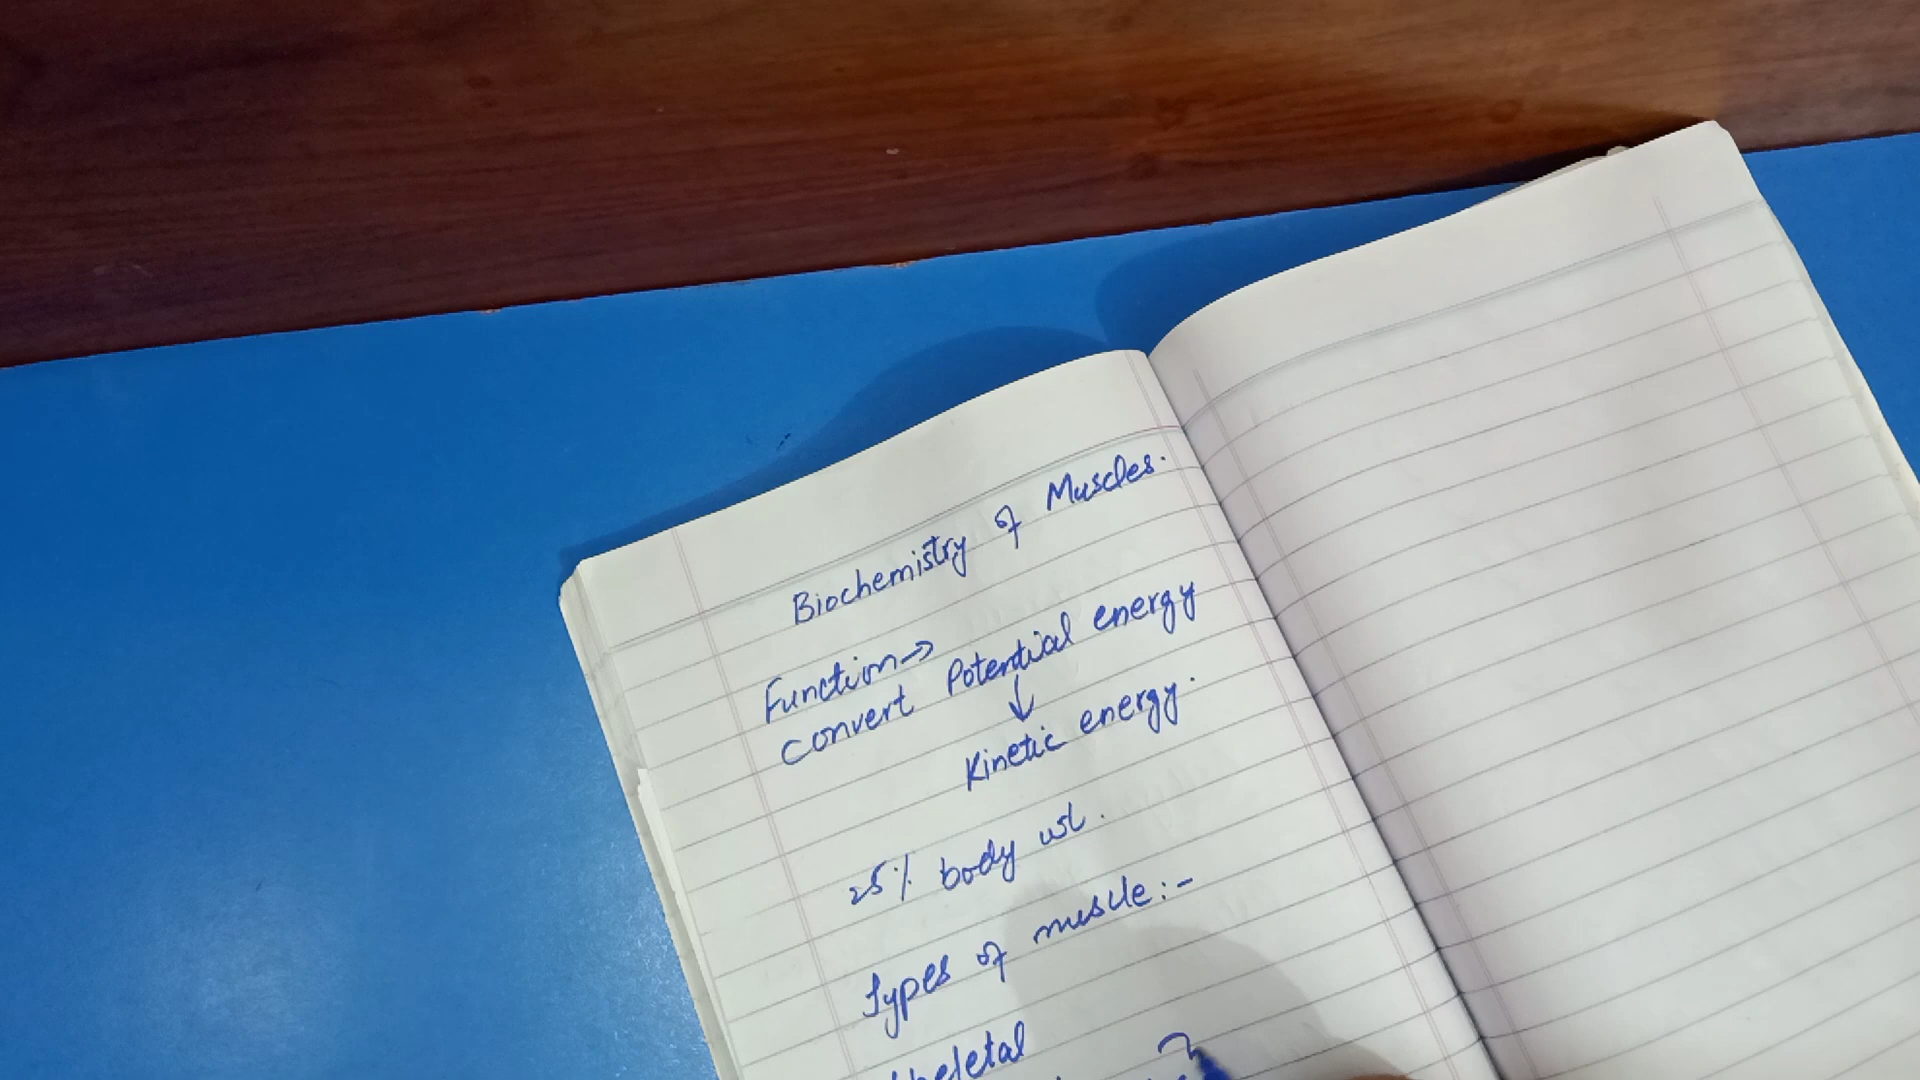 Biochemistry of Muscles.
Function →
convert Potential energy
↓
Kinetic energy.
25% body wt.
Types of muscle:-
Skeletal